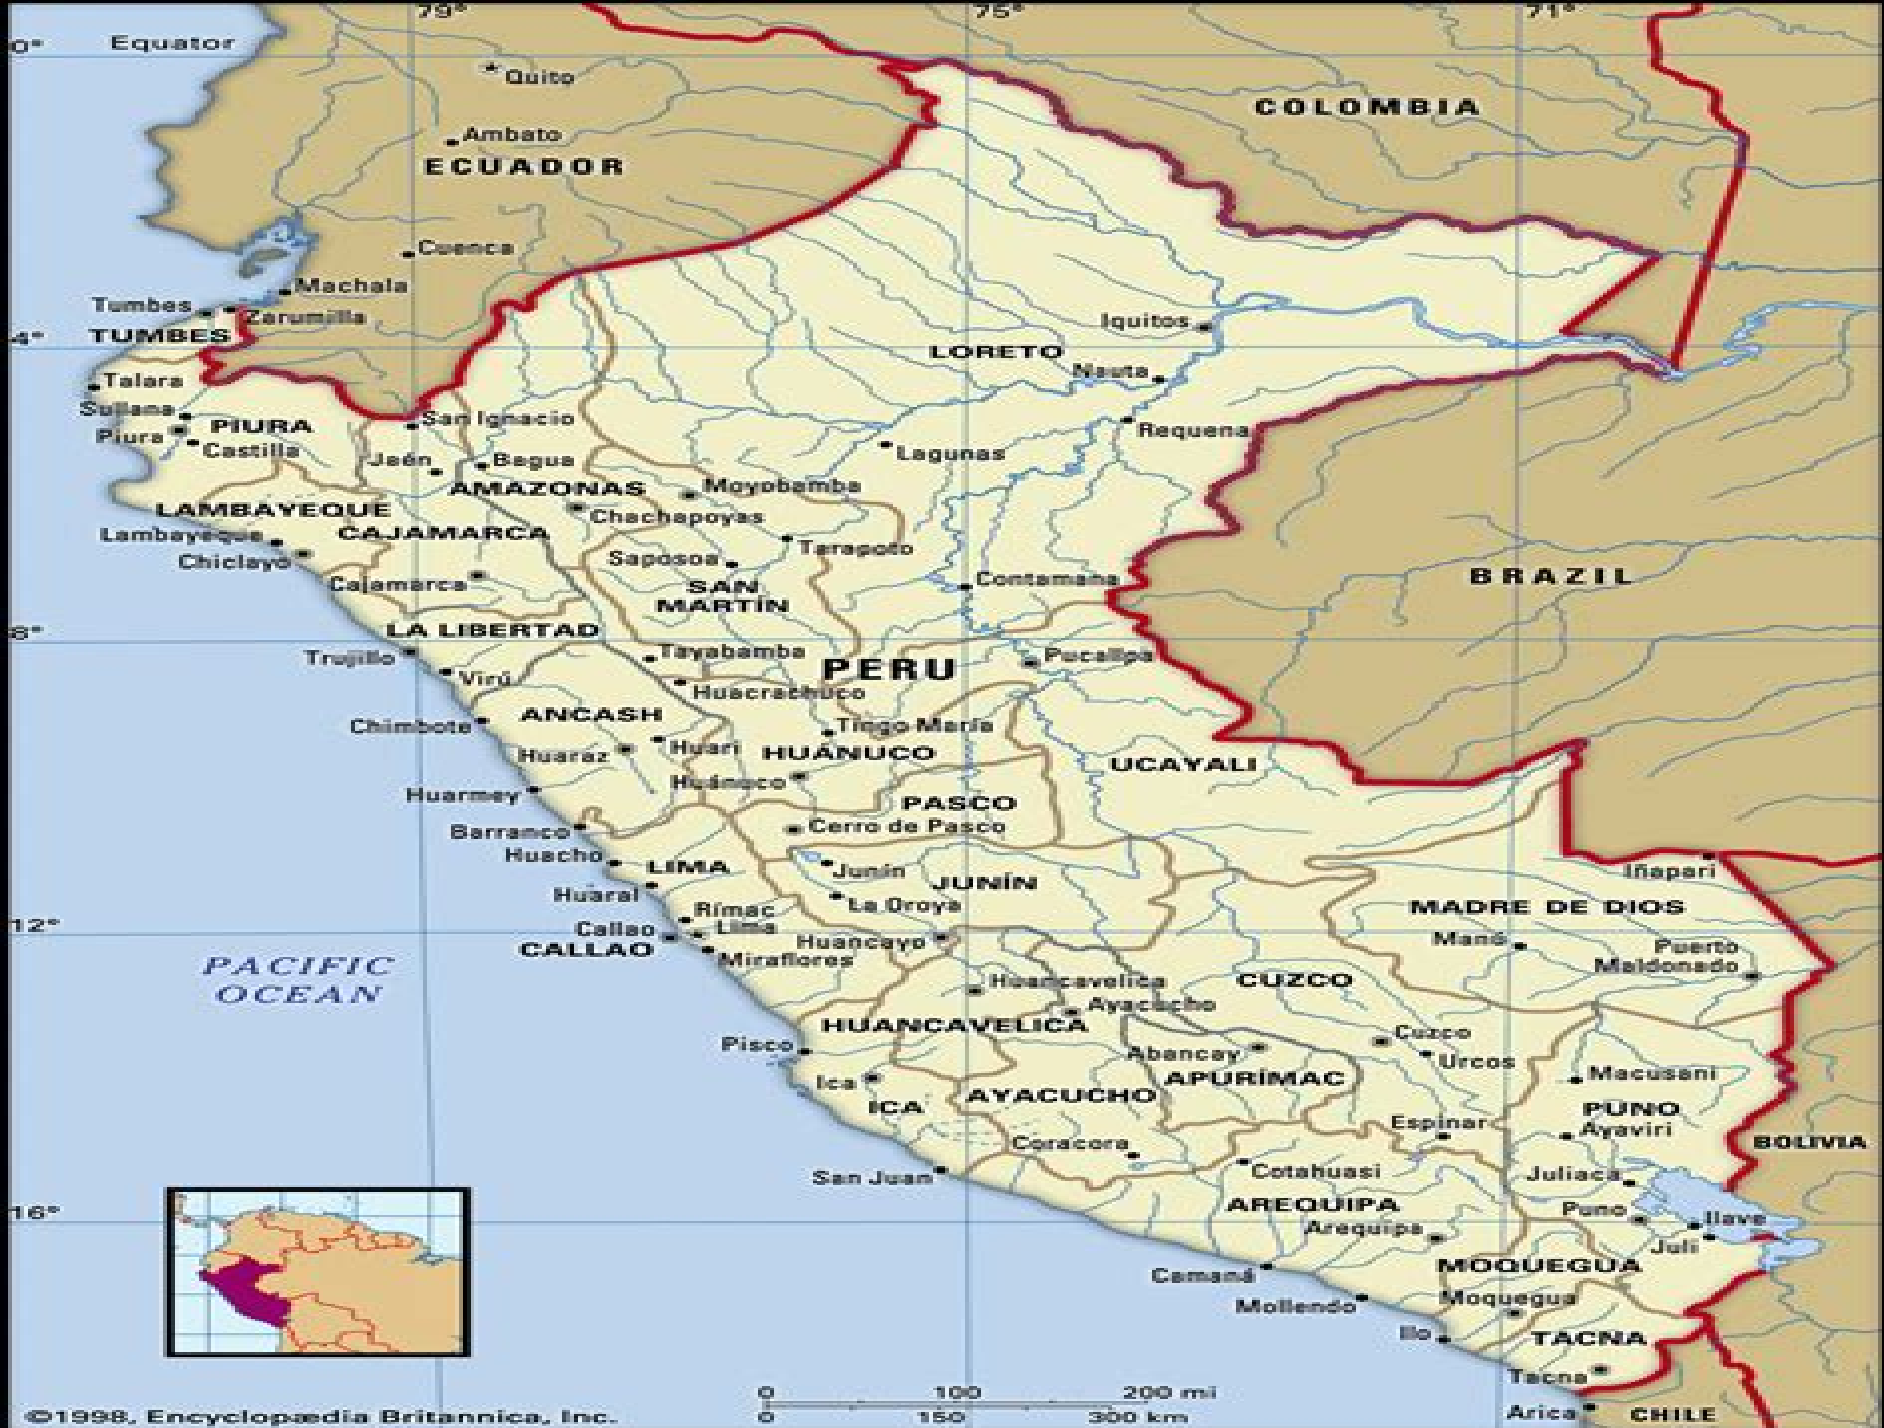 79°
75°
71°
0°
Equator
Quito
COLOMBIA
Ambato
ECUADOR
Cuenca
Machala
Tumbes
Zarumilla
TUMBES
4°
Iquitos
LORETO
Nauta
Talara
Sullana
San Ignacio
PIURA
Piura
Requena
Castilla
Lagunas
Jaén
Bagua
AMAZONAS
Moyobamba
LAMBAYEQUE
Chachapoyas
Lambayeque
CAJAMARCA
Tarapoto
Chiclayo
Saposoa
Cajamarca
Contamana
BRAZIL
SAN
MARTÍN
8°
LA LIBERTAD
Trujillo
Tayabamba
PERU
Pucallpa
Virú
Huacrachuco
ANCASH
Chimbote
Tingo María
Huaraz
Huari
HUÁNUCO
UCAYALI
Huánuco
Huarmey
PASCO
Barranco
Cerro de Pasco
Huacho
LIMA
Junín
JUNÍN
Iñapari
Huaral
La Oroya
MADRE DE DIOS
Rímac
12°
Callao
Lima
CALLAO
Huancayo
Manú
Puerto
Maldonado
Miraflores
PACIFIC
OCEAN
Huancavelica
CUZCO
Ayacucho
HUANCAVELICA
Cuzco
Pisco
Abancay
Urcos
Ica
APURÍMAC
Macusani
ICA
AYACUCHO
PUNO
Espinar
Ayaviri
BOLIVIA
Coracora
San Juan
Cotahuasi
Juliaca
16°
AREQUIPA
Puno
Ilave
Arequipa
Juli
MOQUEGUA
Camaná
Mollendo
Moquegua
Ilo
TACNA
Tacna
0 100 200 mi
0 150 300 km
Arica
CHILE
©1998, Encyclopædia Britannica, Inc.